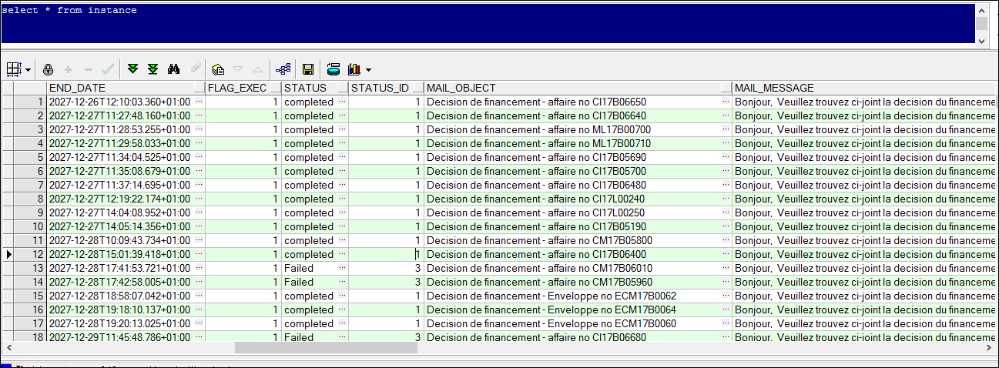 select * from instance
END_DATE FLAG_EXEC STATUS STATUS_ID MAIL_OBJECT MAIL_MESSAGE
1 2027-12-26T12:10:03.360+01:00 ... 1 completed ... 1 Decision de financement - affaire no CI17B06650 ... Bonjour, Veuillez trouvez ci-joint la decision du financeme
2 2027-12-27T11:27:48.160+01:00 ... 1 completed ... 1 Decision de financement - affaire no CI17B06640 ... Bonjour, Veuillez trouvez ci-joint la decision du financeme
3 2027-12-27T11:28:53.255+01:00 ... 1 completed ... 1 Decision de financement - affaire no ML17B00700 ... Bonjour, Veuillez trouvez ci-joint la decision du financeme
4 2027-12-27T11:29:58.033+01:00 ... 1 completed ... 1 Decision de financement - affaire no ML17B00710 ... Bonjour, Veuillez trouvez ci-joint la decision du financeme
5 2027-12-27T11:34:04.525+01:00 ... 1 completed ... 1 Decision de financement - affaire no CI17B05690 ... Bonjour, Veuillez trouvez ci-joint la decision du financeme
6 2027-12-27T11:35:08.679+01:00 ... 1 completed ... 1 Decision de financement - affaire no CI17B05700 ... Bonjour, Veuillez trouvez ci-joint la decision du financeme
7 2027-12-27T11:37:14.695+01:00 ... 1 completed ... 1 Decision de financement - affaire no CI17B06480 ... Bonjour, Veuillez trouvez ci-joint la decision du financeme
8 2027-12-27T12:19:22.174+01:00 ... 1 completed ... 1 Decision de financement - affaire no CI17L00240 ... Bonjour, Veuillez trouvez ci-joint la decision du financeme
9 2027-12-27T14:04:08.952+01:00 ... 1 completed ... 1 Decision de financement - affaire no CI17L00250 ... Bonjour, Veuillez trouvez ci-joint la decision du financeme
10 2027-12-27T14:05:14.356+01:00 ... 1 completed ... 1 Decision de financement - affaire no CI17B05190 ... Bonjour, Veuillez trouvez ci-joint la decision du financeme
11 2027-12-28T10:09:43.734+01:00 ... 1 completed ... 1 Decision de financement - affaire no CM17B05800 ... Bonjour, Veuillez trouvez ci-joint la decision du financeme
12 2027-12-28T15:01:39.418+01:00 ... 1 completed ... 1 Decision de financement - affaire no CI17B06400 ... Bonjour, Veuillez trouvez ci-joint la decision du financeme
13 2027-12-28T17:41:53.721+01:00 ... 1 Failed ... 3 Decision de financement - affaire no CM17B06010 ... Bonjour, Veuillez trouvez ci-joint la decision du financeme
14 2027-12-28T17:42:58.005+01:00 ... 1 Failed ... 3 Decision de financement - affaire no CM17B05960 ... Bonjour, Veuillez trouvez ci-joint la decision du financeme
15 2027-12-28T18:58:07.042+01:00 ... 1 completed ... 1 Decision de financement - Enveloppe no ECM17B0062 ... Bonjour, Veuillez trouvez ci-joint la decision du financeme
16 2027-12-28T19:18:10.137+01:00 ... 1 completed ... 1 Decision de financement - Enveloppe no ECM17B0064 ... Bonjour, Veuillez trouvez ci-joint la decision du financeme
17 2027-12-28T19:20:13.025+01:00 ... 1 completed ... 1 Decision de financement - Enveloppe no ECM17B0060 ... Bonjour, Veuillez trouvez ci-joint la decision du financeme
18 2027-12-29T11:45:48.786+01:00 ... 1 Failed ... 3 Decision de financement - affaire no CI17B06680 ... Bonjour, Veuillez trouvez ci-joint la decision du financeme